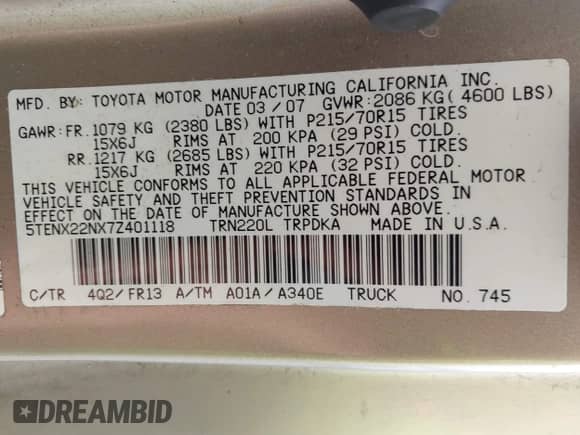 MFD. BY: TOYOTA MOTOR MANUFACTURING CALIFORNIA INC.
DATE 03 / 07 GVWR:2086 KG( 4600 LBS)
GAWR:FR.1079 KG (2380 LBS) WITH P215/70R15 TIRES
15X6J RIMS AT 200 KPA (29 PSI) COLD.
RR.1217 KG (2685 LBS) WITH P215/70R15 TIRES
15X6J RIMS AT 220 KPA (32 PSI) COLD.
THIS VEHICLE CONFORMS TO ALL APPLICABLE FEDERAL MOTOR
VEHICLE SAFETY AND THEFT PREVENTION STANDARDS IN
EFFECT ON THE DATE OF MANUFACTURE SHOWN ABOVE.
5TENX22NX7Z401118 TRN220L TRPDKA MADE IN U.S.A
C/TR 4Q2/FR13 A/TM A01A/A340E TRUCK NO. 745
DREAMBID